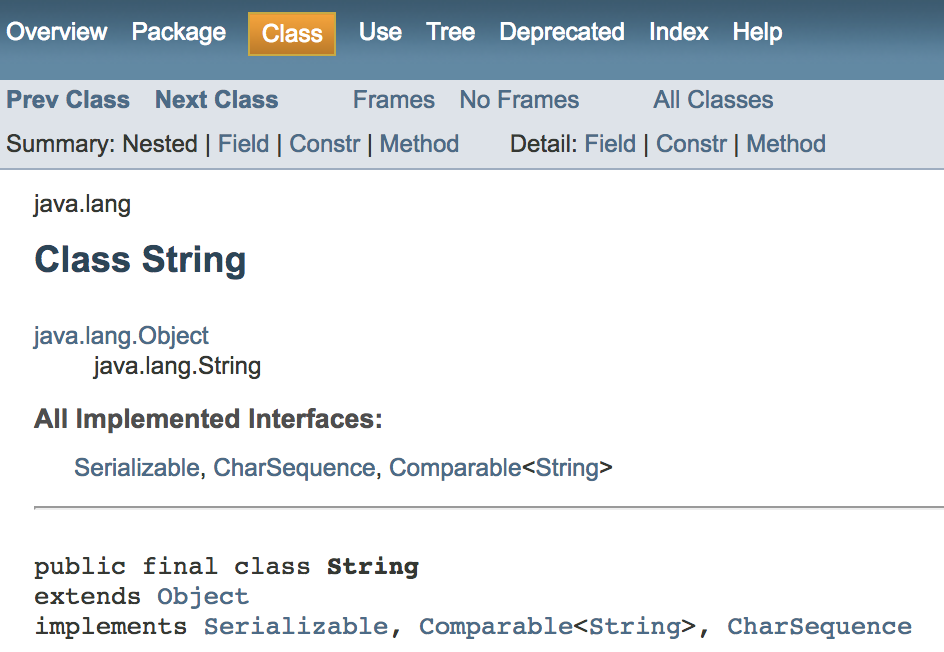 Overview Package Class Use Tree Deprecated Index Help
Prev Class Next Class Frames No Frames All Classes
Summary: Nested | Field | Constr | Method Detail: Field | Constr | Method
java.lang
Class String
java.lang.Object
java.lang.String
All Implemented Interfaces:
Serializable, CharSequence, Comparable<String>
public final class String
extends Object
implements Serializable, Comparable<String>, CharSequence